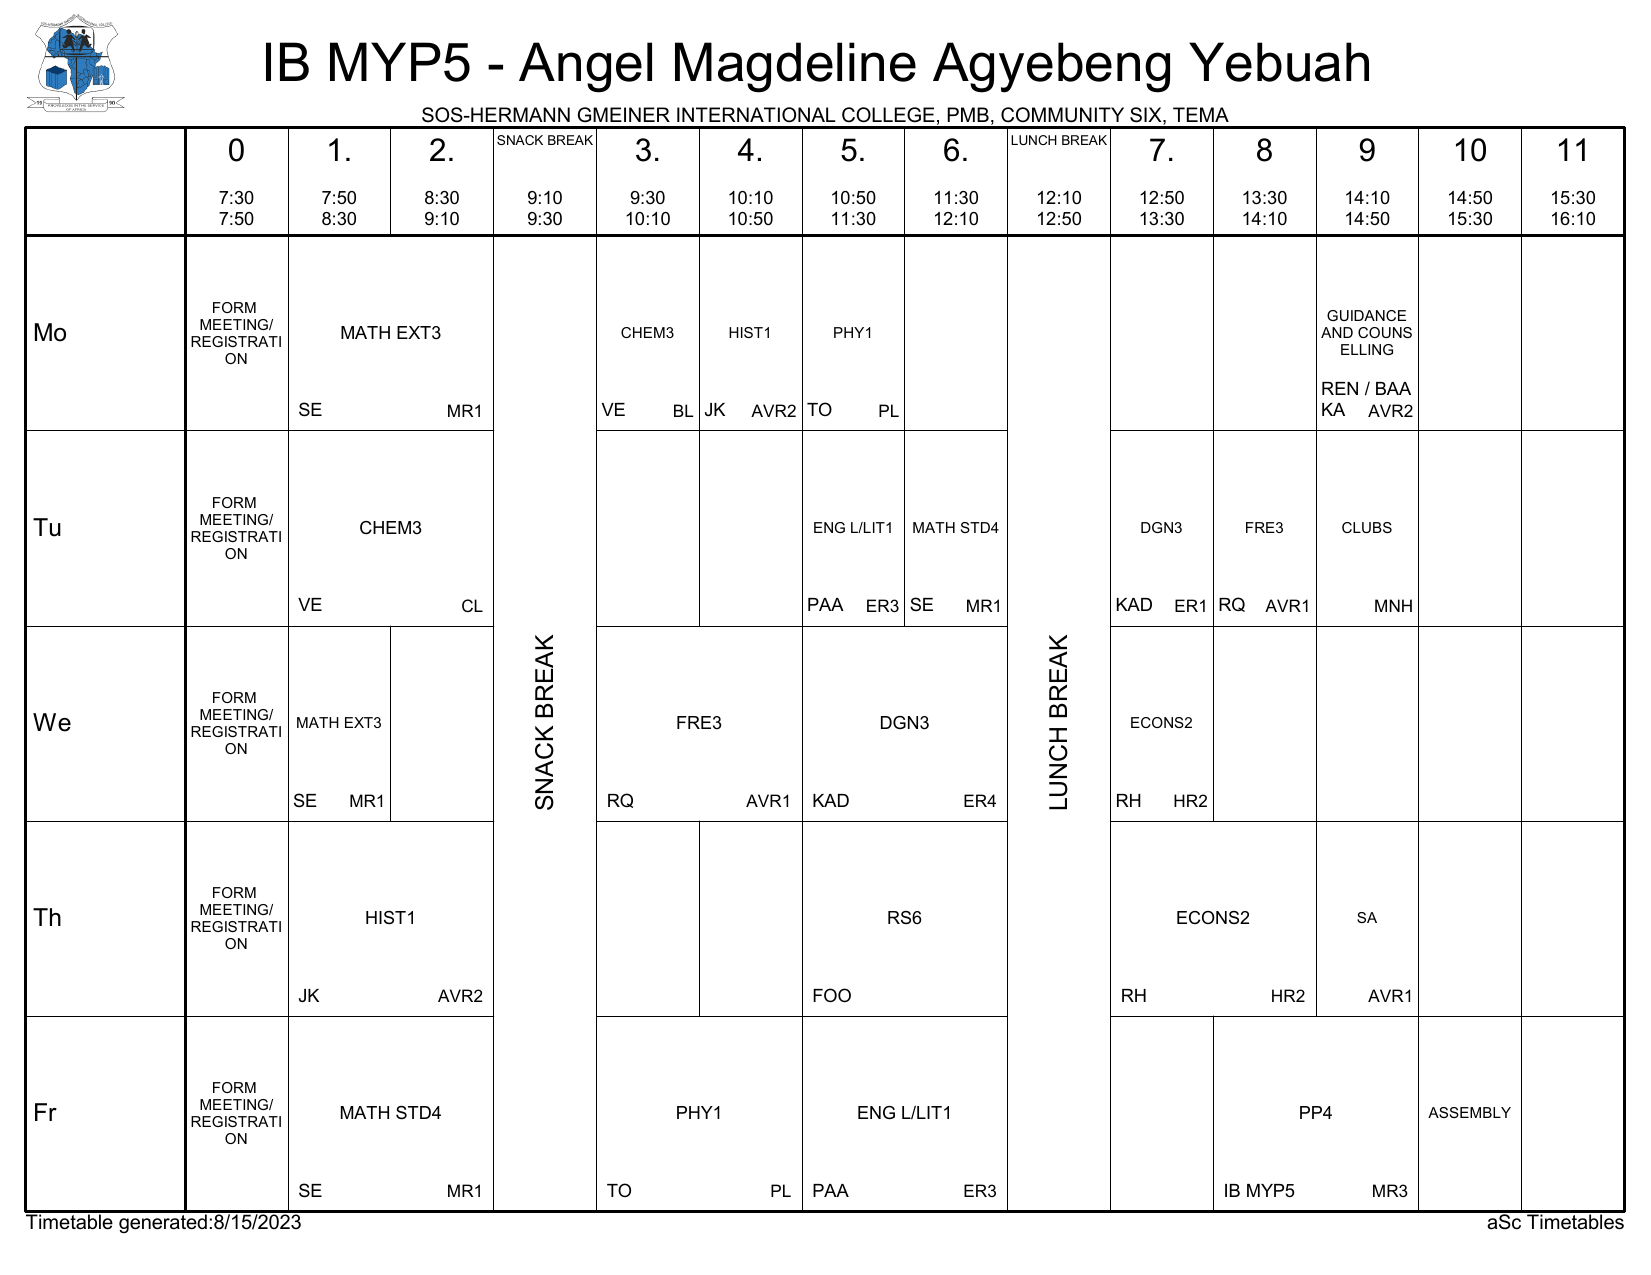 IB MYP5 - Angel Magdeline Agyebeng Yebuah
SOS-HERMANN GMEINER INTERNATIONAL COLLEGE, PMB, COMMUNITY SIX, TEMA
0 1. 2. SNACK BREAK 3. 4. 5. 6. LUNCH BREAK 7. 8 9 10 11
7:30 7:50 8:30 9:10 9:30 10:10 10:50 11:30 12:10 12:50 13:30 14:10 14:50 15:30
7:50 8:30 9:10 9:30 10:10 10:50 11:30 12:10 12:50 13:30 14:10 14:50 15:30 16:10
SNACK BREAK
LUNCH BREAK
Mo
FORM
MEETING/
REGISTRATI
ON
MATH EXT3
SE MR1
CHEM3
VE BL
HIST1
JK AVR2
PHY1
TO PL
GUIDANCE
AND COUNS
ELLING
REN / BAA
KA AVR2
Tu
FORM
MEETING/
REGISTRATI
ON
CHEM3
VE CL
ENG L/LIT1
PAA ER3
MATH STD4
SE MR1
DGN3
KAD ER1
FRE3
RQ AVR1
CLUBS
MNH
We
FORM
MEETING/
REGISTRATI
ON
MATH EXT3
SE MR1
FRE3
RQ AVR1
DGN3
KAD ER4
ECONS2
RH HR2
Th
FORM
MEETING/
REGISTRATI
ON
HIST1
JK AVR2
RS6
FOO
ECONS2
RH HR2
SA
AVR1
Fr
FORM
MEETING/
REGISTRATI
ON
MATH STD4
SE MR1
PHY1
TO PL
ENG L/LIT1
PAA ER3
PP4
IB MYP5 MR3
ASSEMBLY
Timetable generated:8/15/2023 aSc Timetables